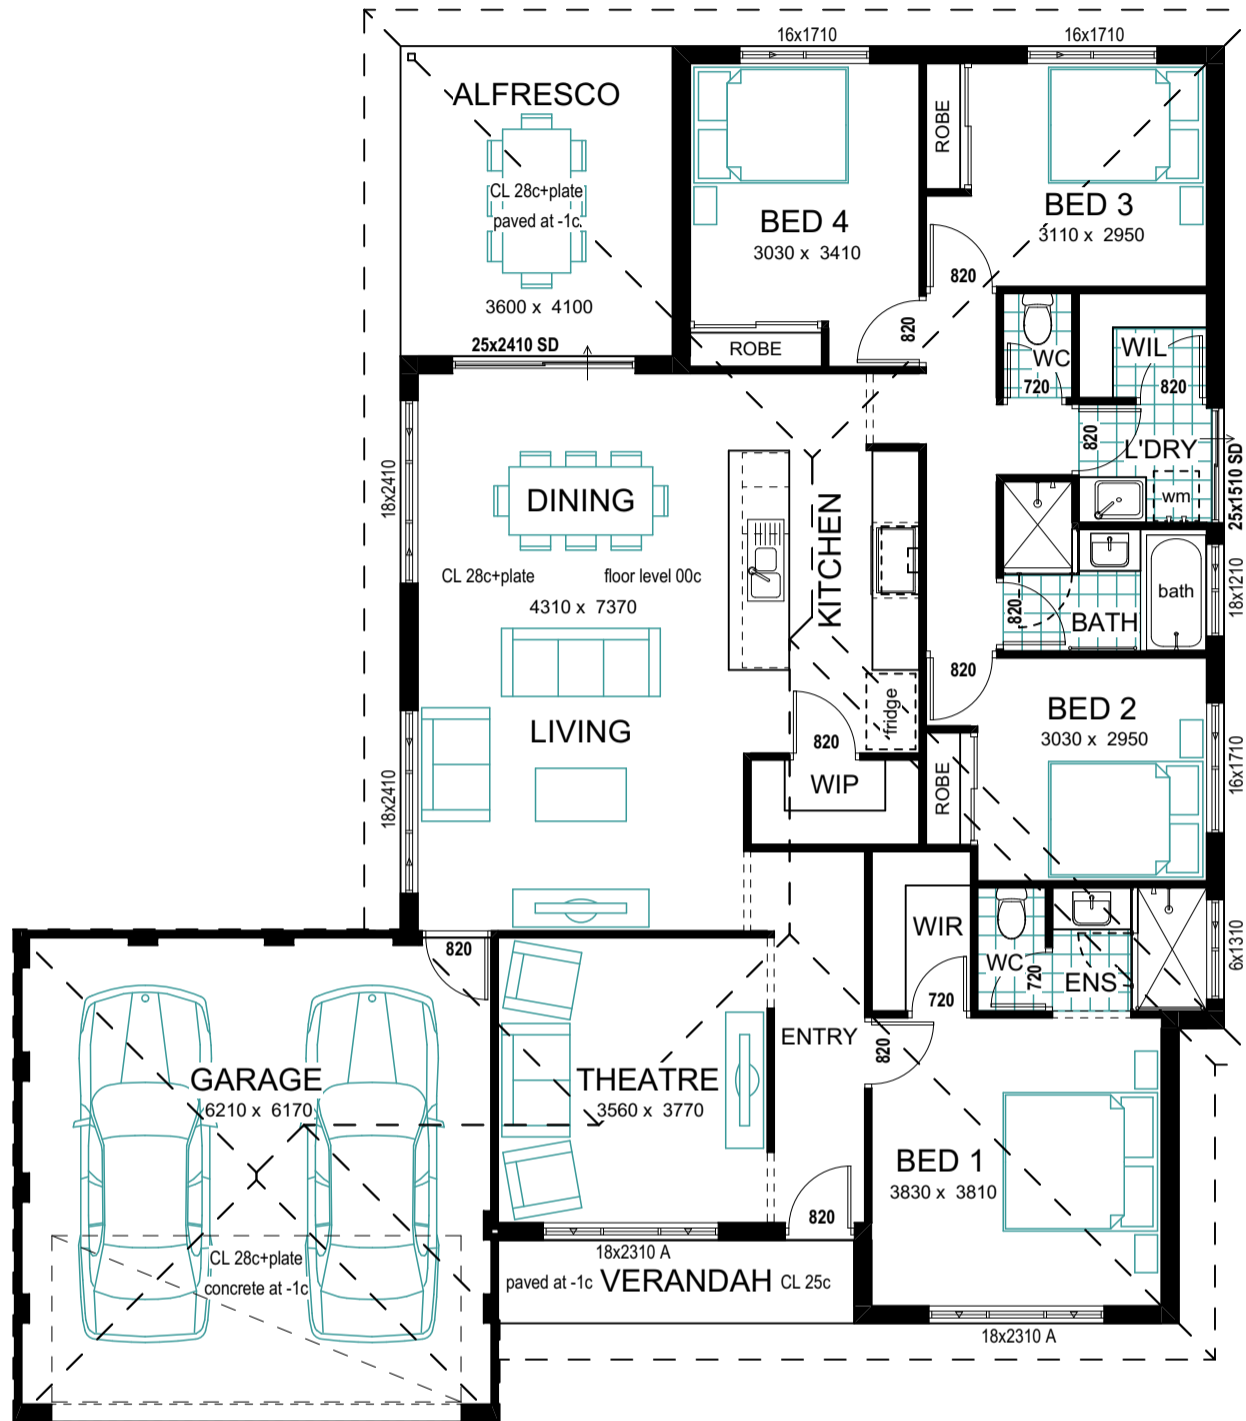 16x1710
16x1710
ALFRESCO
CL 28c+plate
paved at -1c
3600 x 4100
25x2410 SD
BED 4
3030 x 3410
ROBE
820
ROBE
BED 3
3110 x 2950
820
WC
720
WIL
820
820
L'DRY
wm
25x1510 SD
18x2410
DINING
CL 28c+plate
floor level 00c
4310 x 7370
KITCHEN
820
BATH
bath
18x1210
LIVING
18x2410
820
fridge
WIP
820
BED 2
3030 x 2950
ROBE
16x1710
WIR
720
WC
720
ENS
6x1310
820
GARAGE
6210 x 6170
THEATRE
3560 x 3770
ENTRY
820
BED 1
3830 x 3810
820
CL 28c+plate
concrete at -1c
18x2310 A
paved at -1c
VERANDAH
CL 25c
18x2310 A